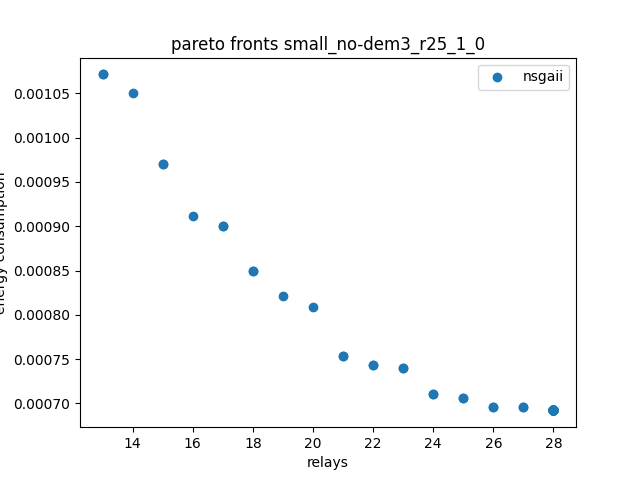 pareto fronts small_no-dem3_r25_1_0
nsgaii
0.00105
0.00100
0.00095
0.00090
0.00085
0.00080
0.00075
0.00070
energy consumption
14 16 18 20 22 24 26 28
relays